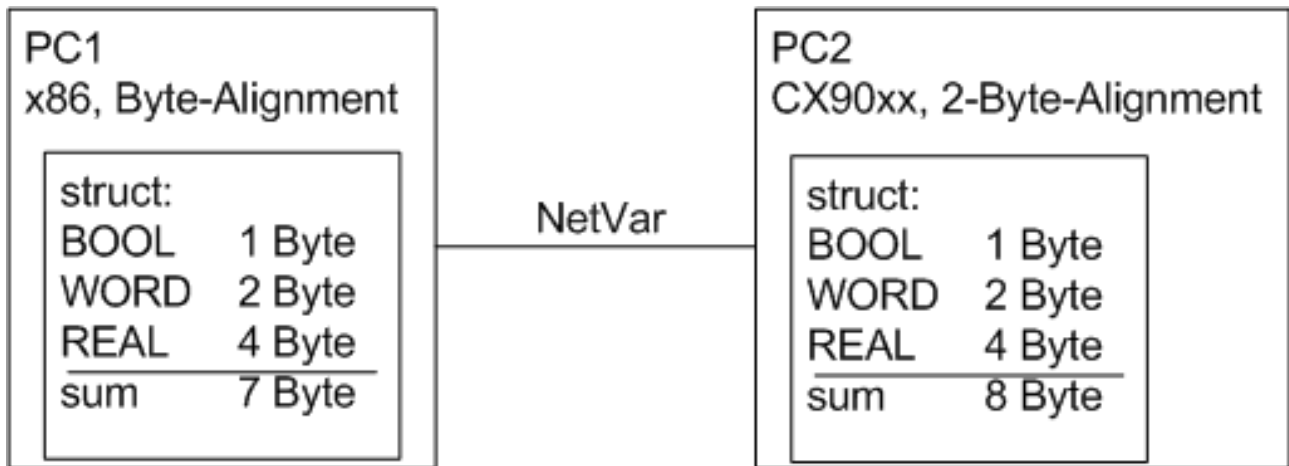 PC1
x86, Byte-Alignment
struct:
BOOL 1 Byte
WORD 2 Byte
REAL 4 Byte
sum 7 Byte
NetVar
PC2
CX90xx, 2-Byte-Alignment
struct:
BOOL 1 Byte
WORD 2 Byte
REAL 4 Byte
sum 8 Byte